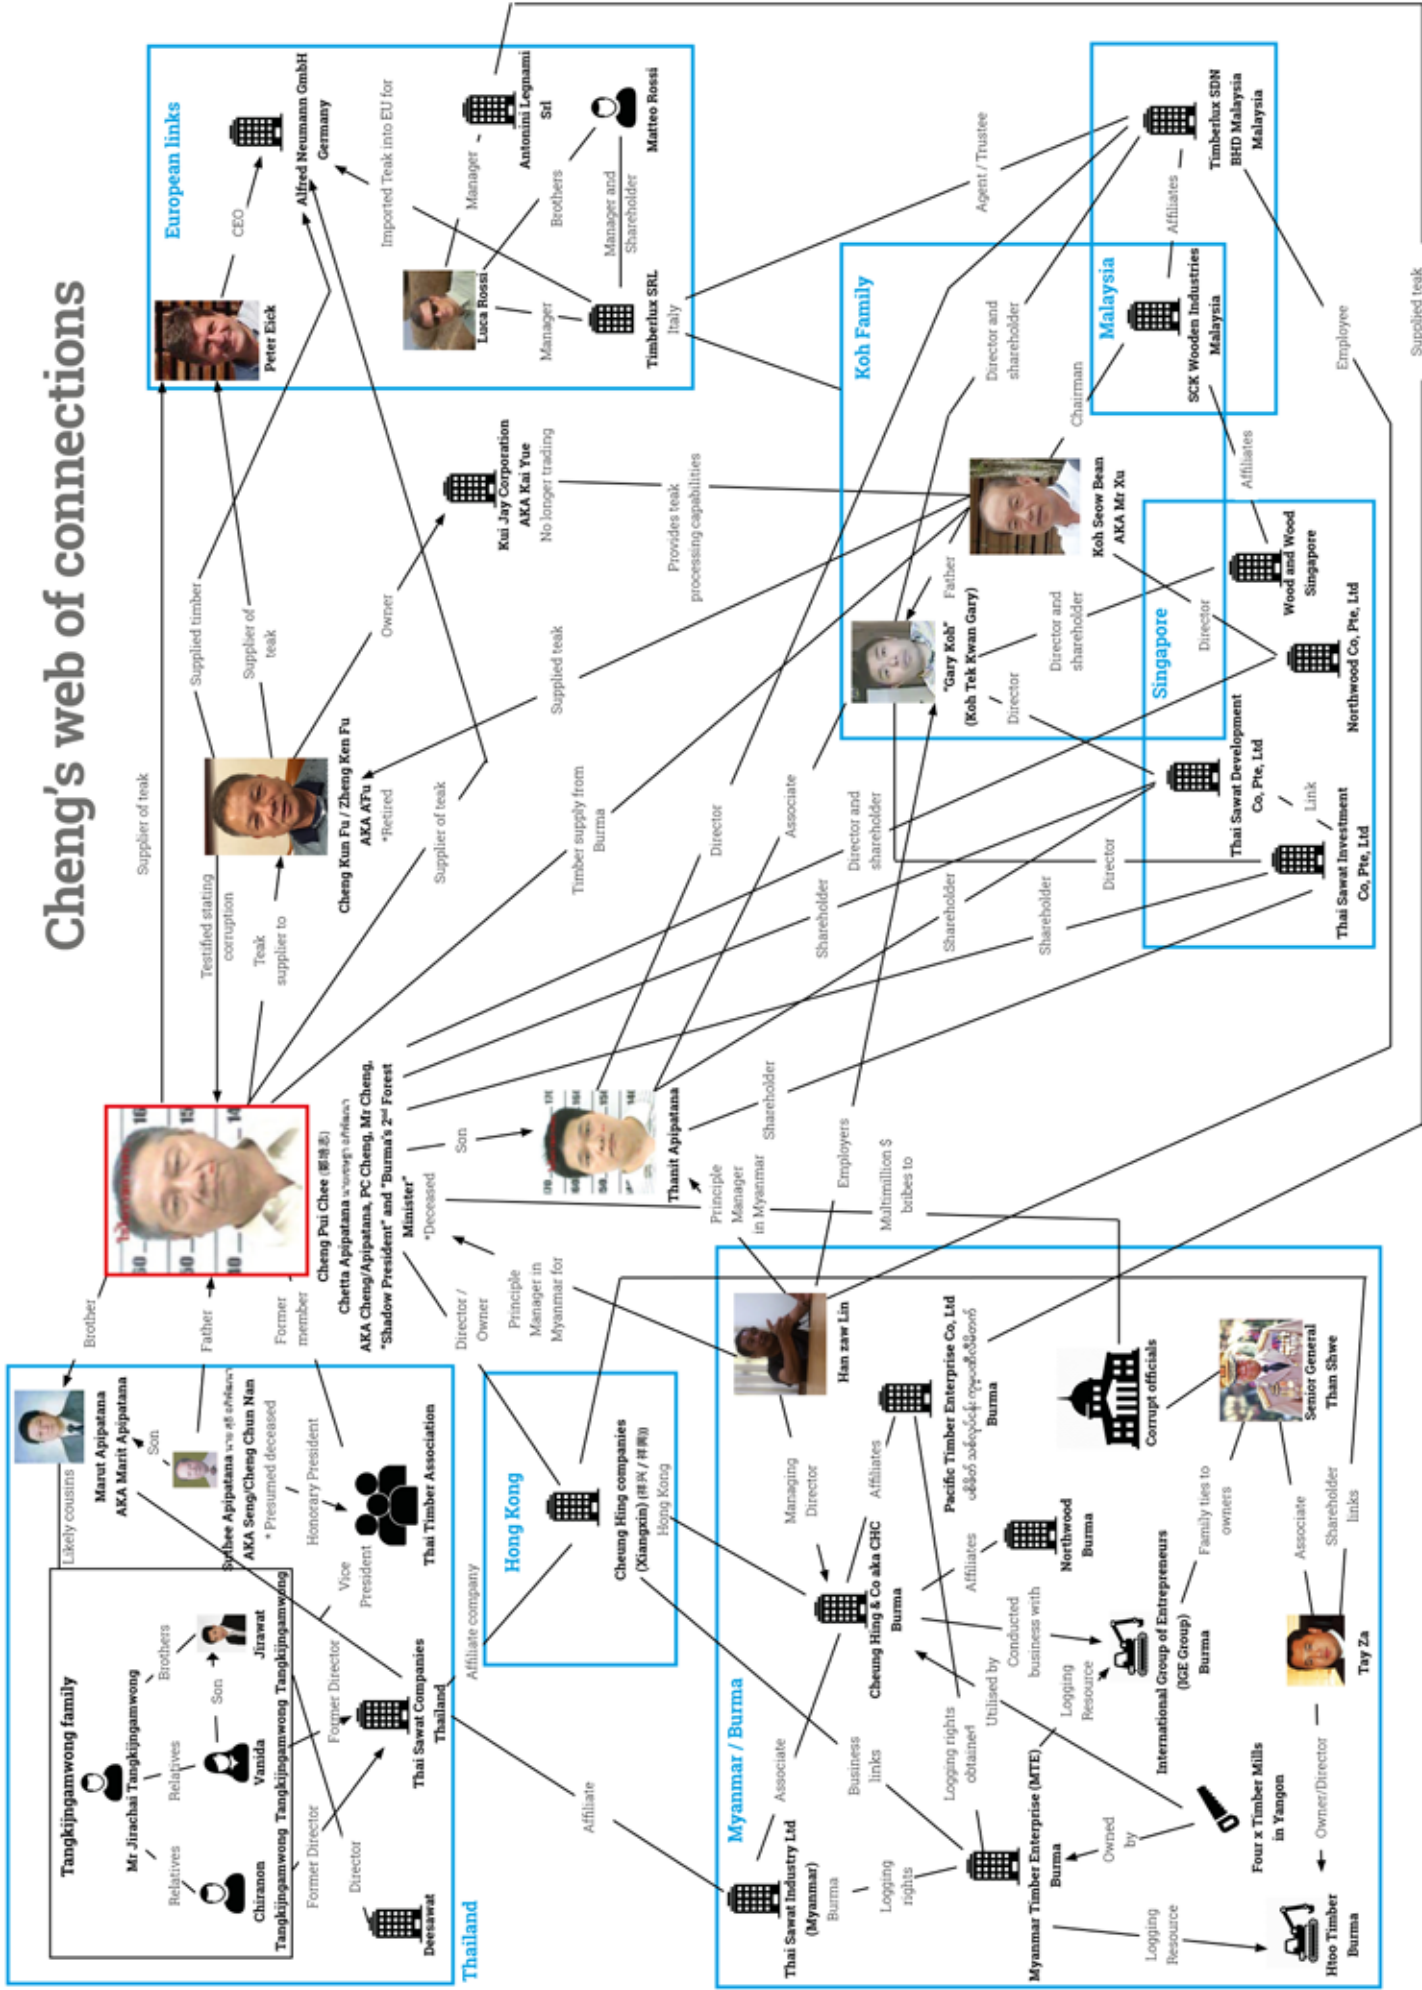 Cheng's web of connections
Thailand
Tangkijngamwong family
Mr Jirachai Tangkijngamwong
Relatives
Relatives
Brothers
Son
Chiranon
Tangkijngamwong
Vanida
Tangkijngamwong
Jirawat
Tangkijngamwong
Likely cousins
Marut Apipatana
AKA Marit Apipatana
Son
Suthee Apipatana
AKA Seng/Cheng Chun Nan
* Presumed deceased
Honorary President
Thai Timber Association
Vice
President
Former Director
Former Director
Director
Deesawat
Thai Sawat Companies
Thailand
Brother
Father
Former
member
Cheng Pui Chee
Chetta Apipatana
AKA Cheng/Apipatana, PC Cheng, Mr Cheng,
"Shadow President" and "Burma's 2nd Forest
Minister"
*Deceased
Supplier of teak
Testified stating
corruption
Teak
supplier to
Supplied timber
Supplier of
teak
Owner
Cheng Kun Fu / Zheng Ken Fu
AKA A'Fu
*Retired
Supplier of teak
Supplied teak
Timber supply from
Burma
European links
Peter Eick
CEO
Alfred Neumann GmbH
Germany
Imported Teak into EU for
Luca Rossi
Manager
Antonini Legnami
Srl
Brothers
Matteo Rossi
Manager and
Shareholder
Manager
Timberlux SRL
Italy
Kui Jay Corporation
AKA Kai Yue
No longer trading
Provides teak
processing capabilities
Hong Kong
Affiliate company
Director /
Owner
Cheung Hing companies
(Xiangxin)
Hong Kong
Principle
Manager in
Myanmar for
Son
Thanit Apipatana
Principle
Manager
in Myanmar
Shareholder
Employers
Multimillion $
bribes to
Director
Associate
Director and
shareholder
Shareholder
Shareholder
Shareholder
Director
Koh Family
"Gary Koh"
(Koh Tek Kwan Gary)
Father
Koh Seow Bean
AKA Mr Xu
Director
Director and
shareholder
Director
Chairman
Director and
shareholder
Agent / Trustee
Malaysia
SCK Wooden Industries
Malaysia
Affiliates
Timberlux SDN
BHD Malaysia
Malaysia
Affiliates
Employee
Supplied teak
Singapore
Thai Sawat Development
Co, Pte, Ltd
Link
Thai Sawat Investment
Co, Pte, Ltd
Wood and Wood
Singapore
Northwood Co, Pte, Ltd
Myanmar / Burma
Affiliate
Thai Sawat Industry Ltd
(Myanmar)
Burma
Associate
Logging
rights
Business
links
Cheung Hing & Co aka CHC
Burma
Managing
Director
Han zaw Lin
Affiliates
Pacific Timber Enterprise Co, Ltd
Burma
Affiliates
Northwood
Burma
Conducted
business with
Utilised by
Logging rights
obtained
Logging
Resource
Myanmar Timber Enterprise (MTE)
Burma
Owned
by
Four x Timber Mills
in Yangon
Logging
Resource
Htoo Timber
Burma
Owner/Director
International Group of Entrepreneurs
(IGE Group)
Burma
Family ties to
owners
Corrupt officials
Senior General
Than Shwe
Associate
Shareholder
links
Tay Za